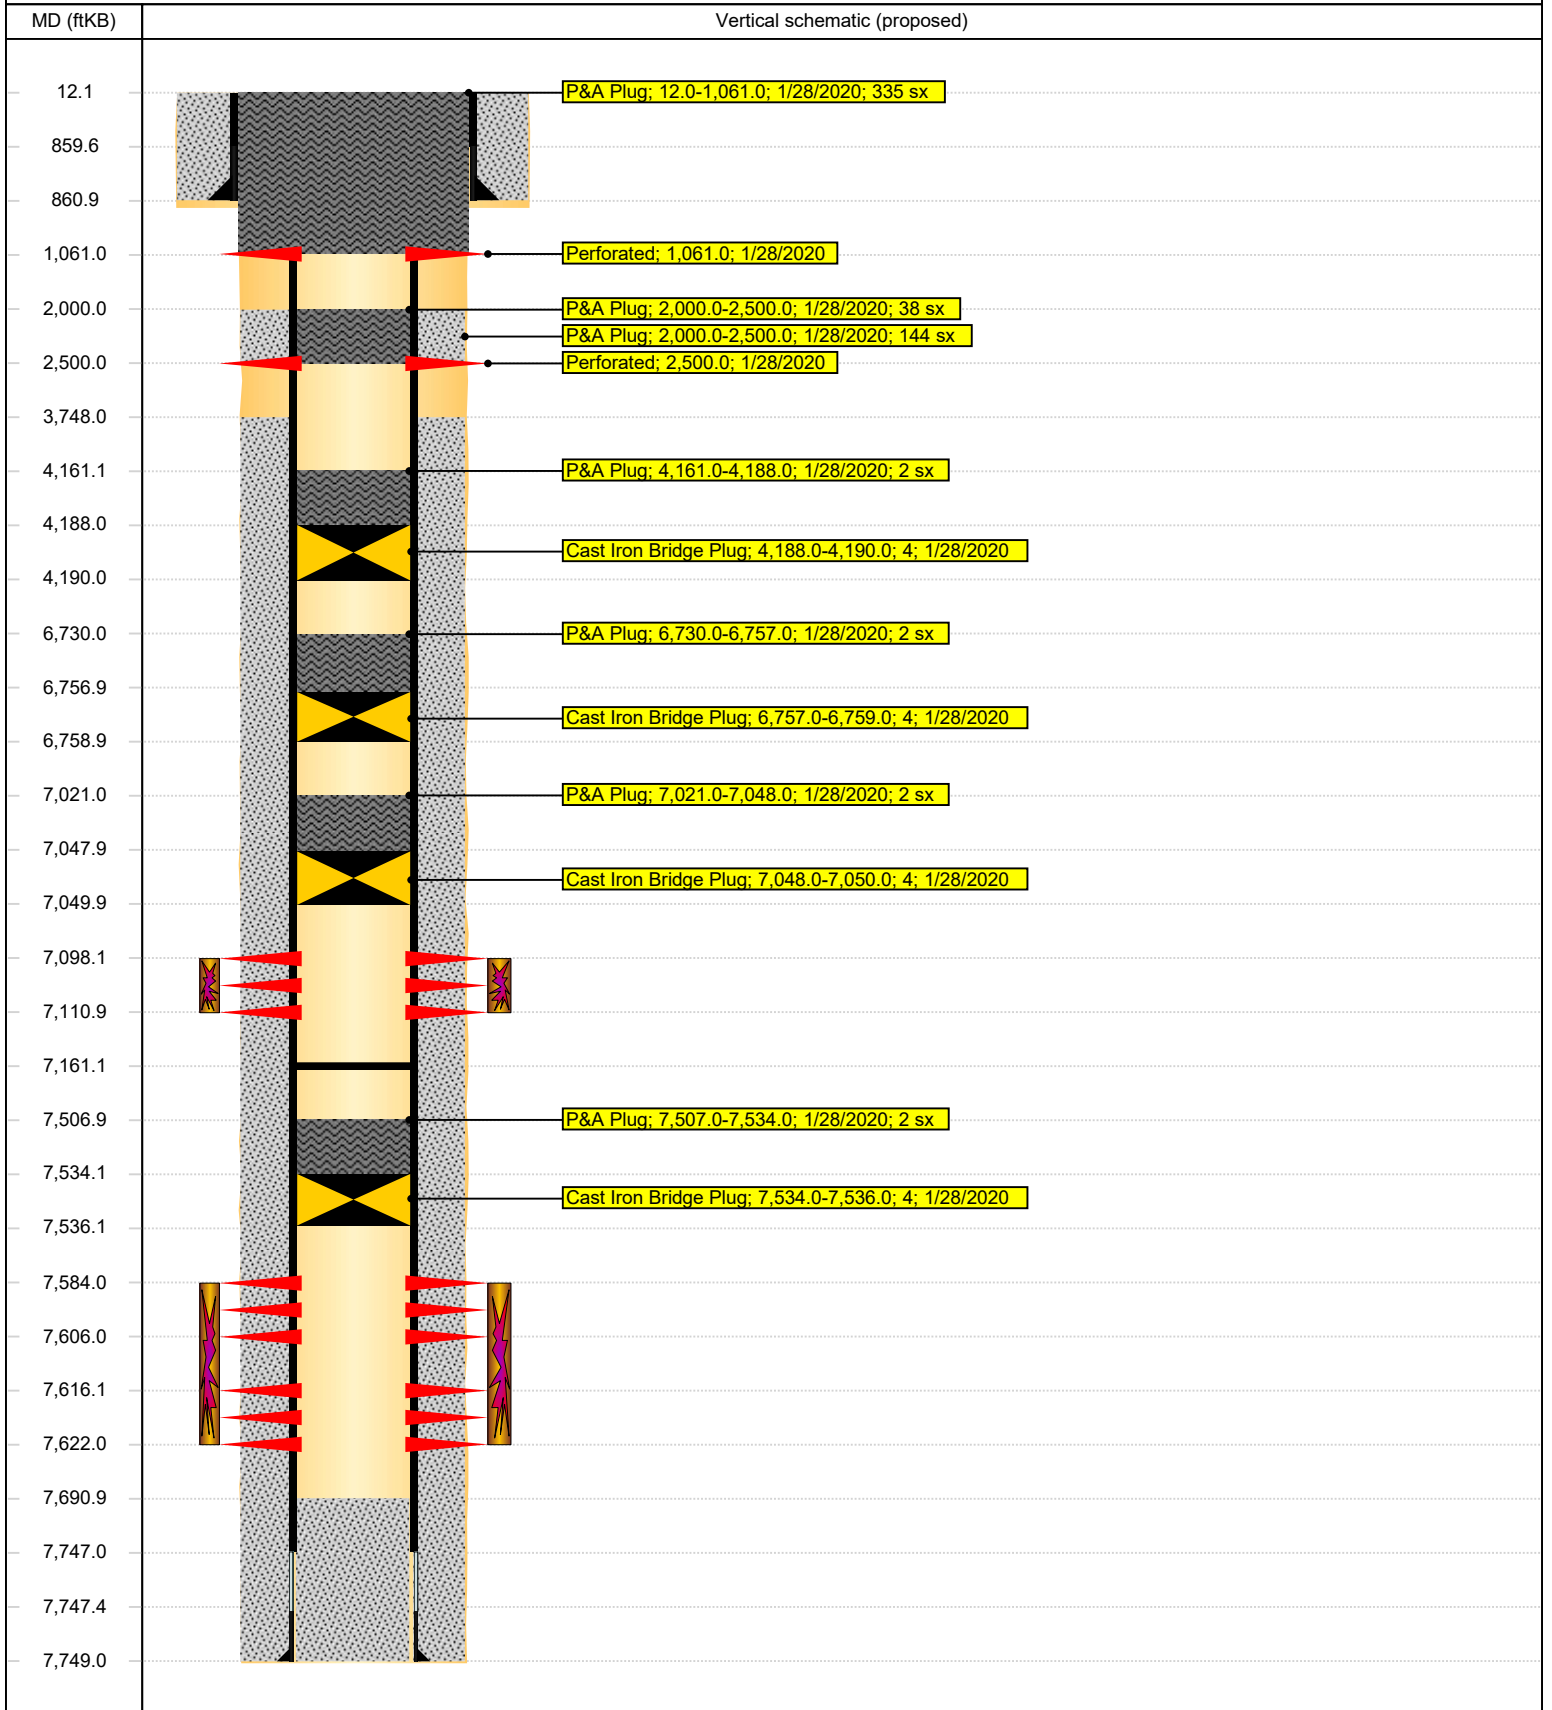 MD (ftKB) Vertical schematic (proposed)
12.1 P&A Plug; 12.0-1,061.0; 1/28/2020; 335 sx
859.6
860.9
1,061.0 Perforated; 1,061.0; 1/28/2020
2,000.0 P&A Plug; 2,000.0-2,500.0; 1/28/2020; 38 sx
P&A Plug; 2,000.0-2,500.0; 1/28/2020; 144 sx
2,500.0 Perforated; 2,500.0; 1/28/2020
3,748.0
4,161.1 P&A Plug; 4,161.0-4,188.0; 1/28/2020; 2 sx
4,188.0
Cast Iron Bridge Plug; 4,188.0-4,190.0; 4; 1/28/2020
4,190.0
6,730.0 P&A Plug; 6,730.0-6,757.0; 1/28/2020; 2 sx
6,756.9
Cast Iron Bridge Plug; 6,757.0-6,759.0; 4; 1/28/2020
6,758.9
7,021.0 P&A Plug; 7,021.0-7,048.0; 1/28/2020; 2 sx
7,047.9
Cast Iron Bridge Plug; 7,048.0-7,050.0; 4; 1/28/2020
7,049.9
7,098.1
7,110.9
7,161.1
7,506.9 P&A Plug; 7,507.0-7,534.0; 1/28/2020; 2 sx
7,534.1
Cast Iron Bridge Plug; 7,534.0-7,536.0; 4; 1/28/2020
7,536.1
7,584.0
7,606.0
7,616.1
7,622.0
7,690.9
7,747.0
7,747.4
7,749.0